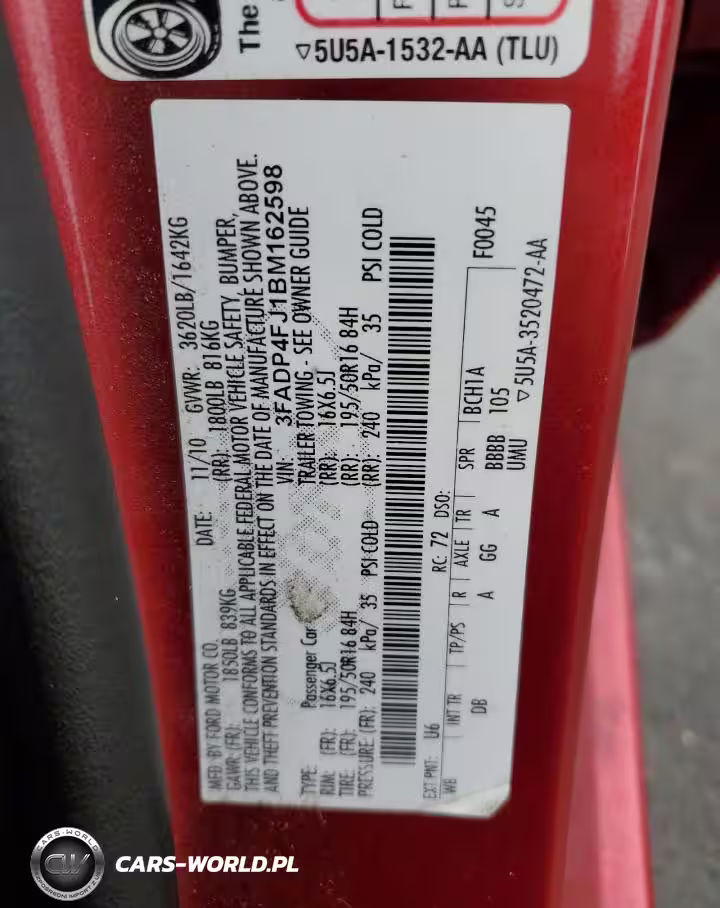 The
▽5U5A-1532-AA (TLU)
MFD. BY FORD MOTOR CO.
DATE: 11/10 GVWR: 3620LB/1642KG
GAWR: (FR): 1850LB 839KG (RR): 1800LB 816KG
THIS VEHICLE CONFORMS TO ALL APPLICABLE FEDERAL MOTOR VEHICLE SAFETY, BUMPER,
AND THEFT PREVENTION STANDARDS IN EFFECT ON THE DATE OF MANUFACTURE SHOWN ABOVE.
VIN: 3FADP4FJ1BM162598
TYPE: Passenger Car TRAILER TOWING - SEE OWNER GUIDE
RIM: (FR): 16X6.5J (RR): 16X6.5J
TIRE: (FR): 195/50R16 84H (RR): 195/50R16 84H
PRESSURE: (FR): 240 kPa/ 35 PSI COLD (RR): 240 kPa/ 35 PSI COLD
EXT PNT: U6 RC: 72 DSO: F0045
WB INT TR TP/PS R AXLE TR SPR BCH1A
DB A GG A BBBB 105
UMU ▽5U5A-3520472-AA
CARS-WORLD
CW
CARS-WORLD.PL